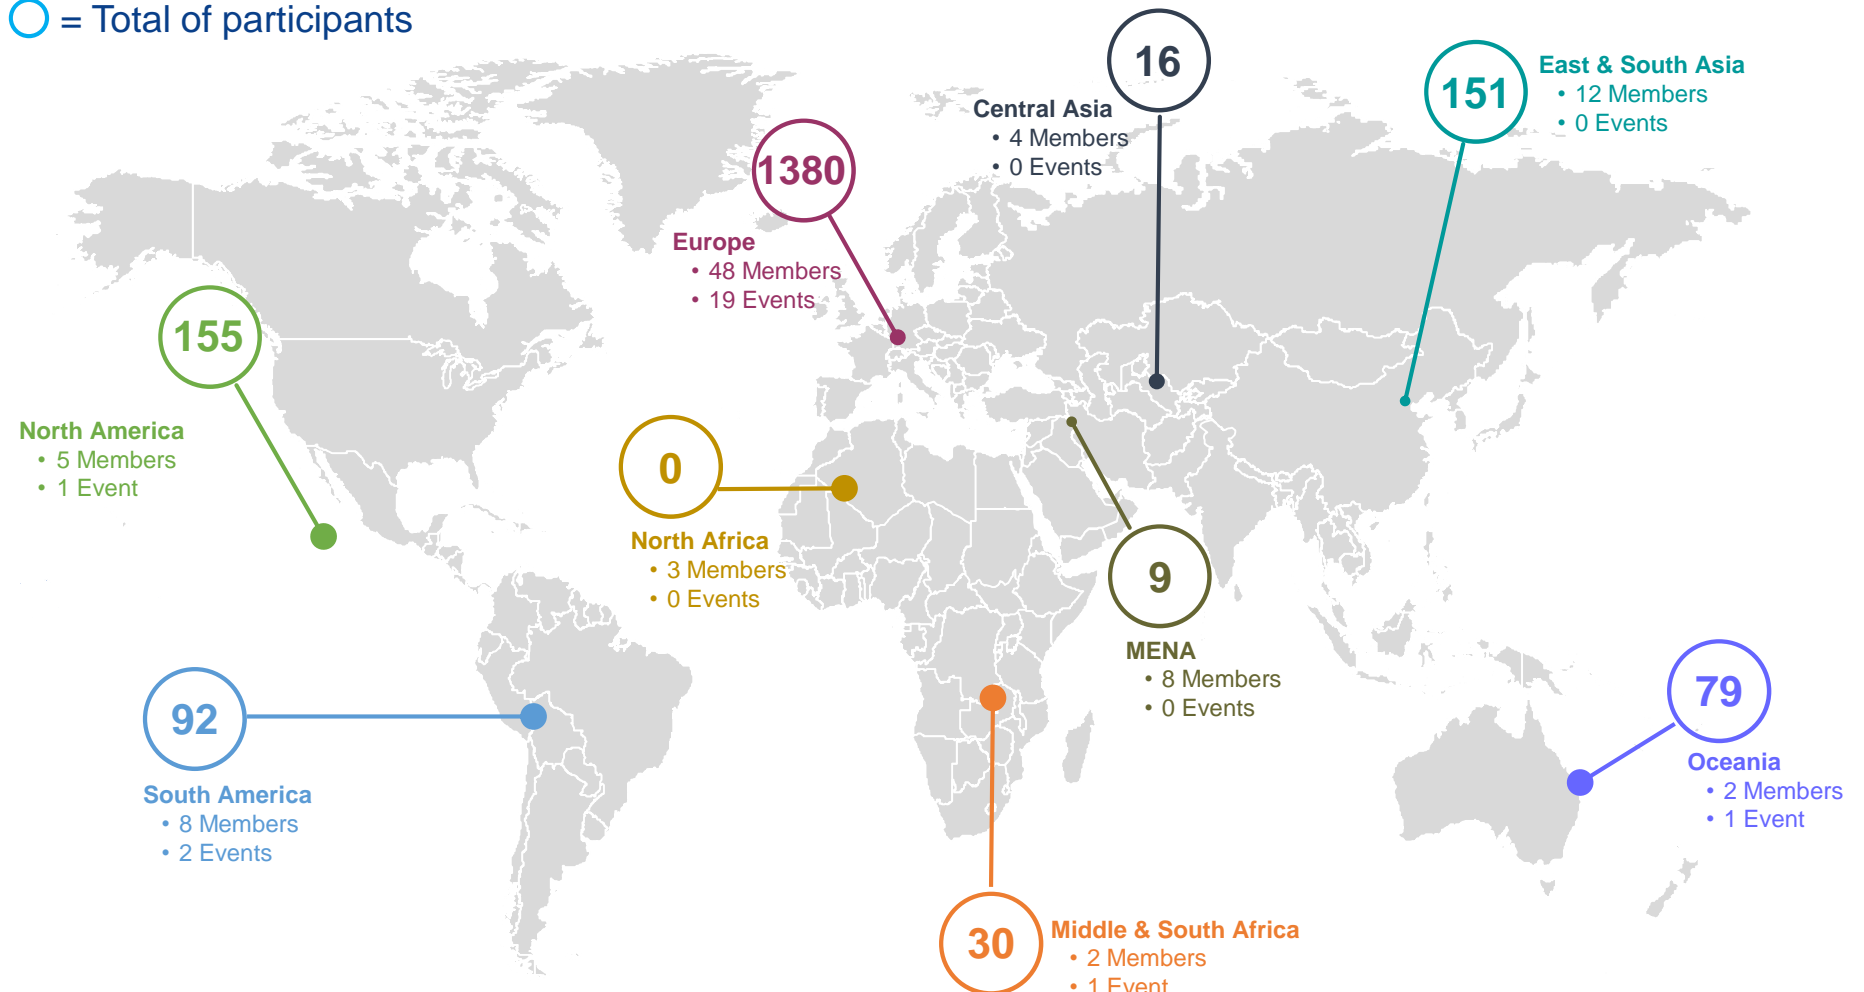 = Total of participants
16
Central Asia
• 4 Members
• 0 Events
151
East & South Asia
• 12 Members
• 0 Events
1380
Europe
• 48 Members
• 19 Events
155
North America
• 5 Members
• 1 Event
0
North Africa
• 3 Members
• 0 Events
9
MENA
• 8 Members
• 0 Events
92
South America
• 8 Members
• 2 Events
79
Oceania
• 2 Members
• 1 Event
30
Middle & South Africa
• 2 Members
• 1 Event